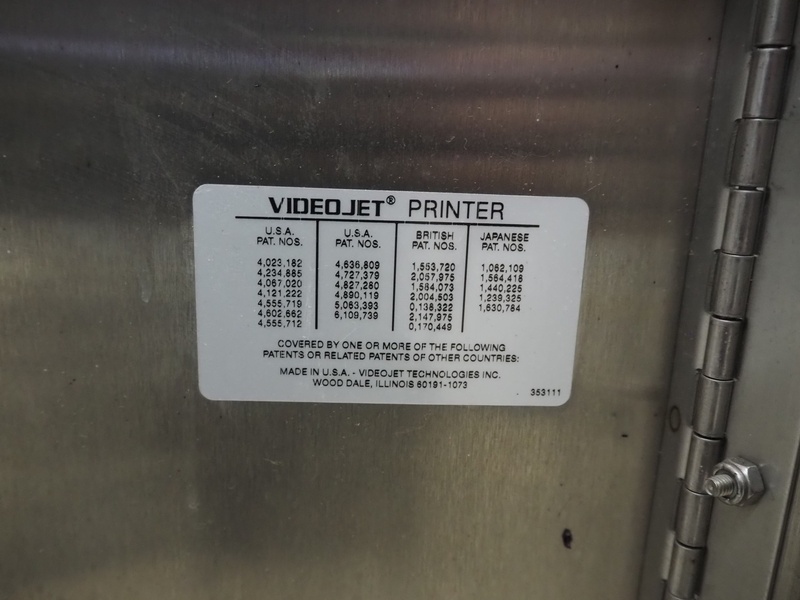 VIDEOJET® PRINTER
U.S.A. PAT. NOS.
4,023,182
4,234,885
4,067,020
4,121,222
4,555,719
4,602,662
4,555,712
U.S.A. PAT. NOS.
4,636,809
4,727,379
4,827,280
4,890,119
5,063,393
6,109,739
BRITISH PAT. NOS.
1,553,720
2,057,975
1,584,073
2,004,503
0,138,322
2,147,975
0,170,449
JAPANESE PAT. NOS.
1,062,109
1,564,418
1,440,225
1,239,325
1,630,784
COVERED BY ONE OR MORE OF THE FOLLOWING
PATENTS OR RELATED PATENTS OF OTHER COUNTRIES:
MADE IN U.S.A. - VIDEOJET TECHNOLOGIES INC.
WOOD DALE, ILLINOIS 60191-1073
353111